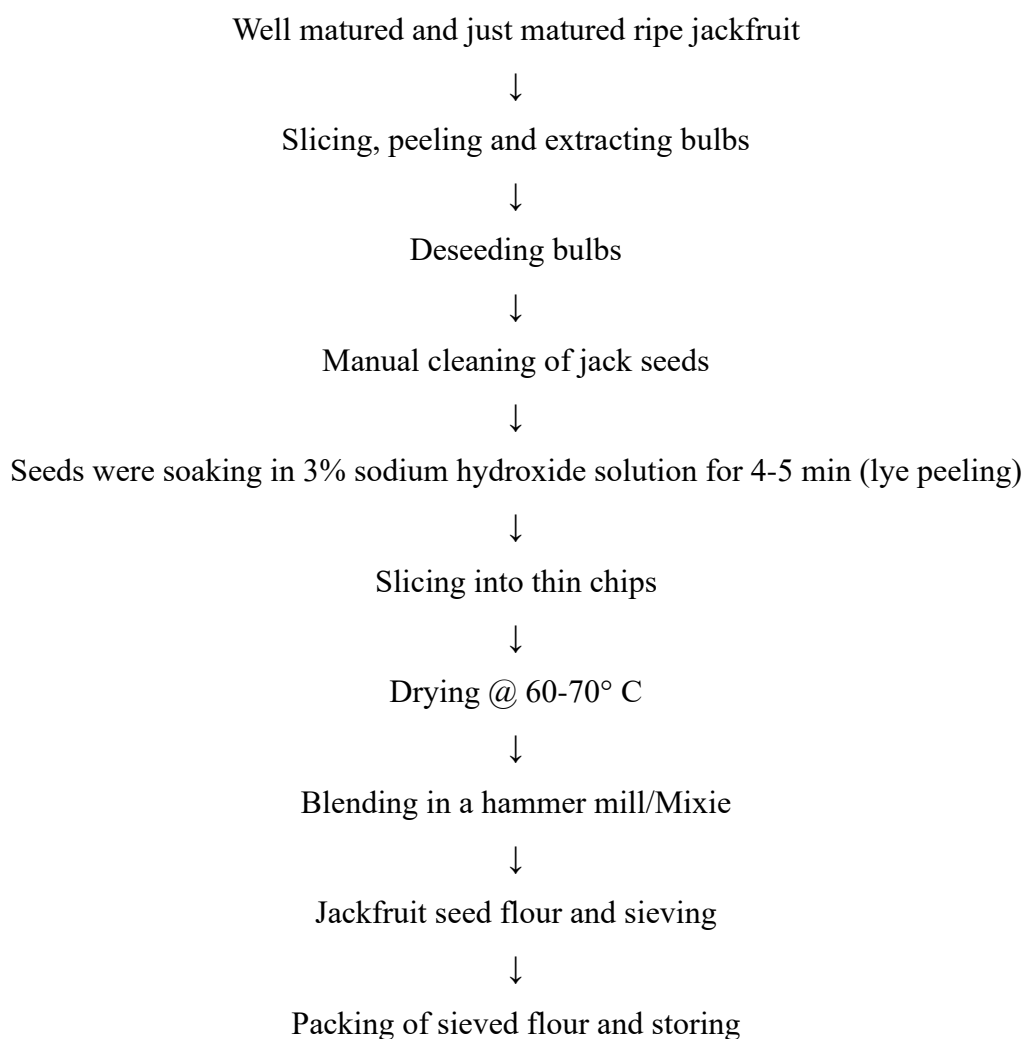 Well matured and just matured ripe jackfruit
↓
Slicing, peeling and extracting bulbs
↓
Deseeding bulbs
↓
Manual cleaning of jack seeds
↓
Seeds were soaking in 3% sodium hydroxide solution for 4-5 min (lye peeling)
↓
Slicing into thin chips
↓
Drying @ 60-70° C
↓
Blending in a hammer mill/Mixie
↓
Jackfruit seed flour and sieving
↓
Packing of sieved flour and storing